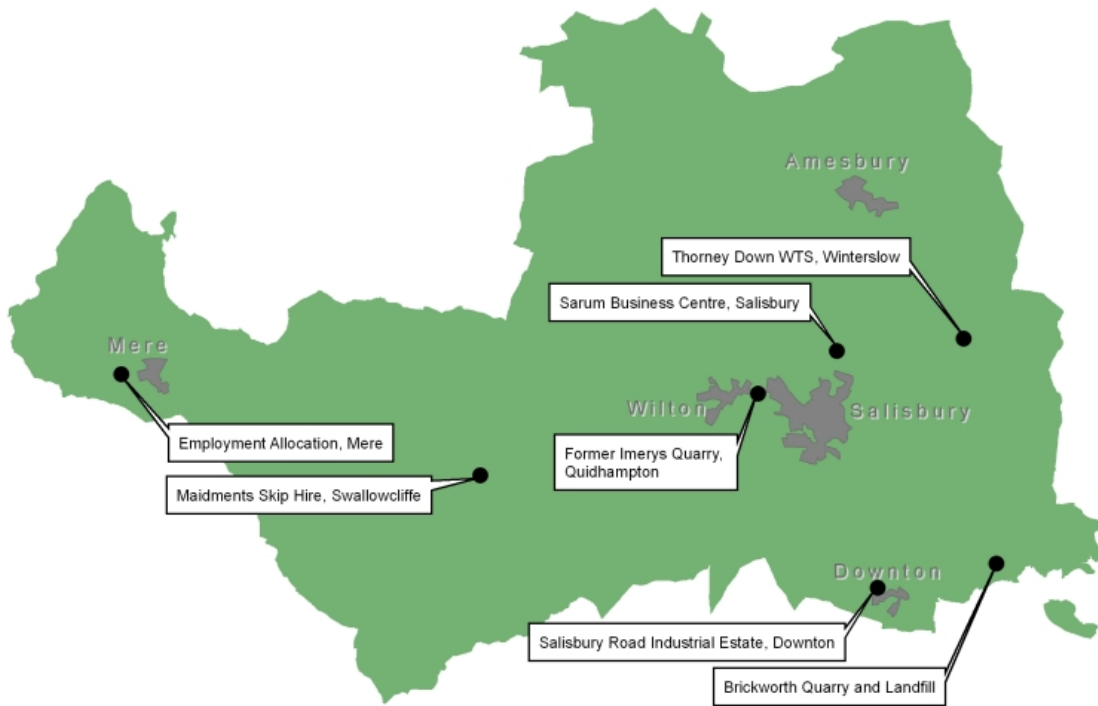 Amesbury
Thorney Down WTS, Winterslow
Sarum Business Centre, Salisbury
Mere
Wilton
Salisbury
Employment Allocation, Mere
Former Imerys Quarry,
Quidhampton
Maidments Skip Hire, Swallowcliffe
Downton
Salisbury Road Industrial Estate, Downton
Brickworth Quarry and Landfill